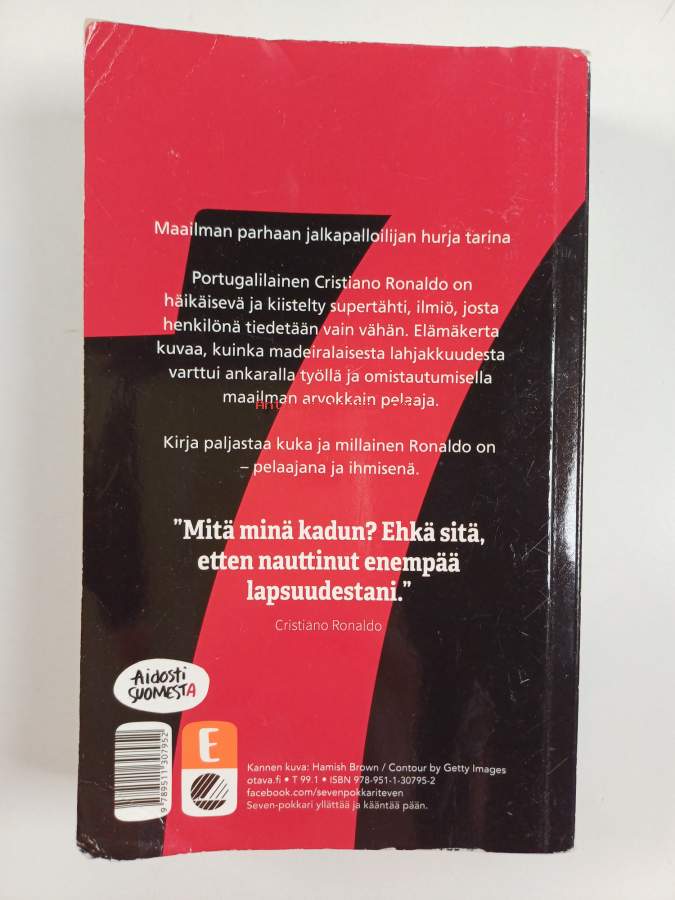 Maailman parhaan jalkapalloilijan hurja tarina
Portugalilainen Cristiano Ronaldo on
häikäisevä ja kiistelty supertähti, ilmiö, josta
henkilönä tiedetään vain vähän. Elämäkerta
kuvaa, kuinka madeiralaisesta lahjakkuudesta
varttui ankaralla työllä ja omistautumisella
maailman arvokkain pelaaja.
Kirja paljastaa kuka ja millainen Ronaldo on
– pelaajana ja ihmisenä.
”Mitä minä kadun? Ehkä sitä,
etten nauttinut enempää
lapsuudestani.”
Cristiano Ronaldo
Aidosti
SUOMESTA
9 789511 307952
E
Kannen kuva: Hamish Brown / Contour by Getty Images
otava.fi • T 99.1 • ISBN 978-951-1-30795-2
facebook.com/sevenpokkariteven
Seven-pokkari yllättää ja kääntää pään.